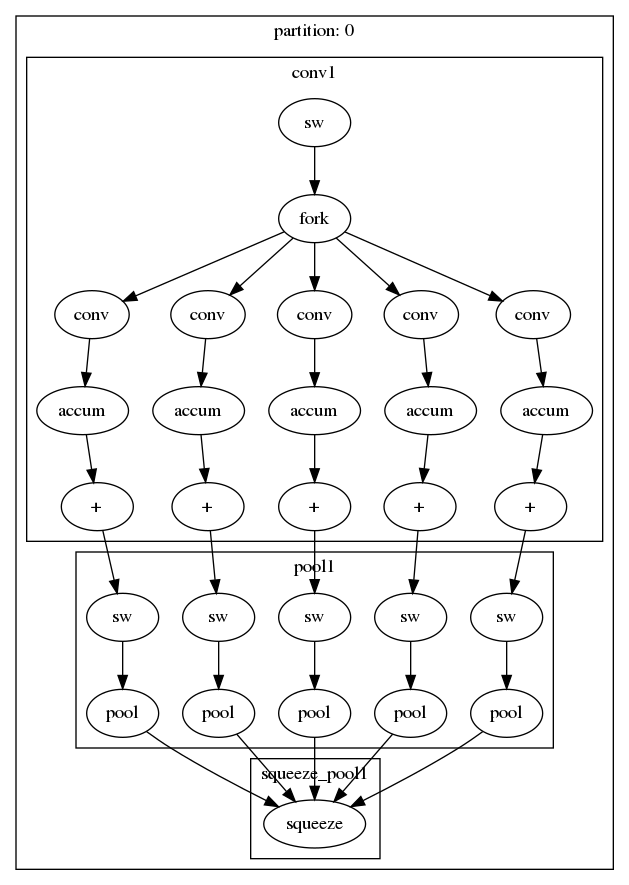 partition: 0
conv1
sw
fork
conv conv conv conv conv
accum accum accum accum accum
+ + + + +
pool1
sw sw sw sw sw
pool pool pool pool pool
squeeze_pool1
squeeze